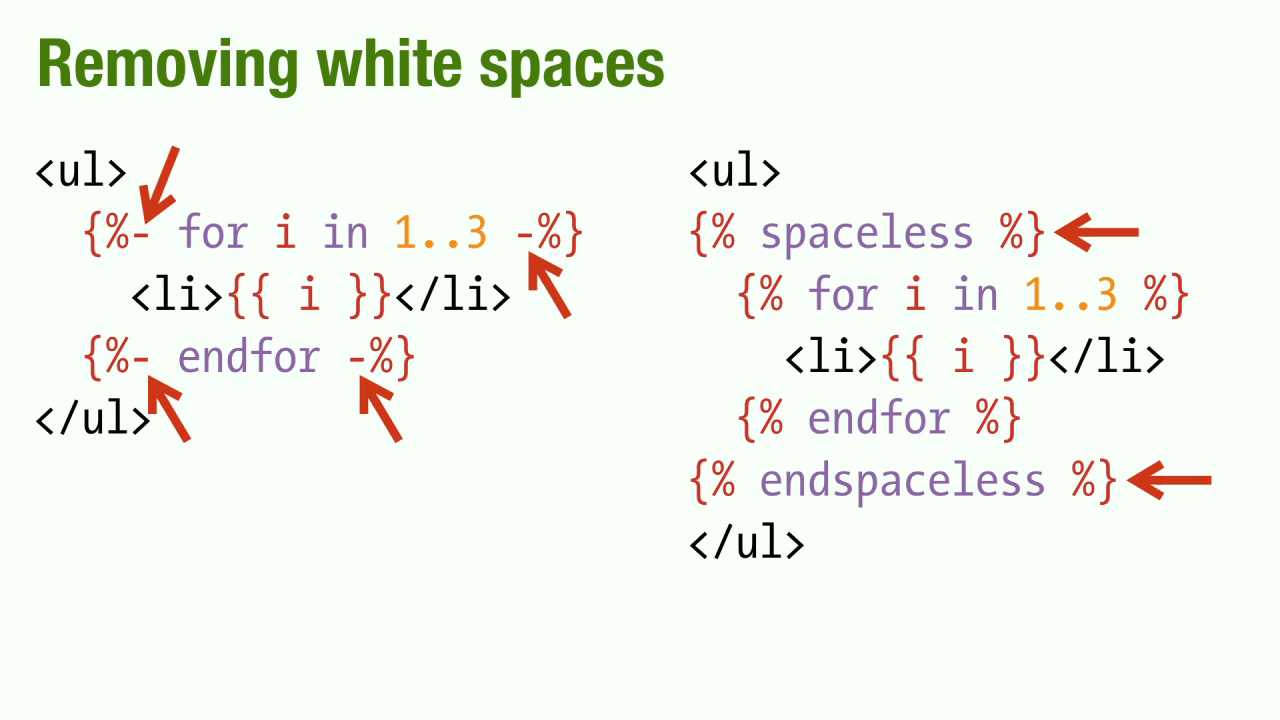 Removing white spaces
<ul>
  {%- for i in 1..3 -%}
    <li>{{ i }}</li>
  {%- endfor -%}
</ul>
<ul>
{% spaceless %}
  {% for i in 1..3 %}
    <li>{{ i }}</li>
  {% endfor %}
{% endspaceless %}
</ul>